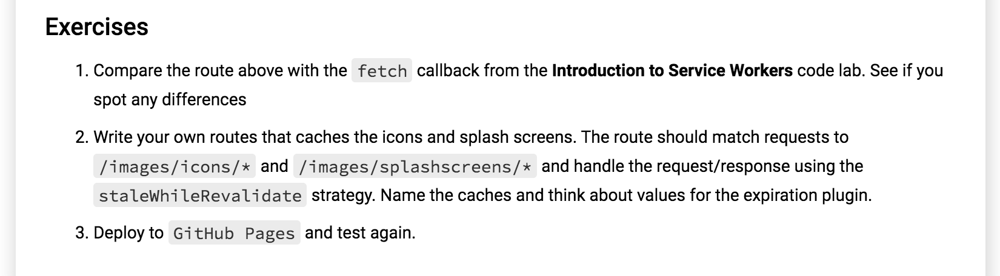 Exercises
1. Compare the route above with the fetch callback from the Introduction to Service Workers code lab. See if you
spot any differences
2. Write your own routes that caches the icons and splash screens. The route should match requests to
/images/icons/* and /images/splashscreens/* and handle the request/response using the
staleWhileRevalidate strategy. Name the caches and think about values for the expiration plugin.
3. Deploy to GitHub Pages and test again.